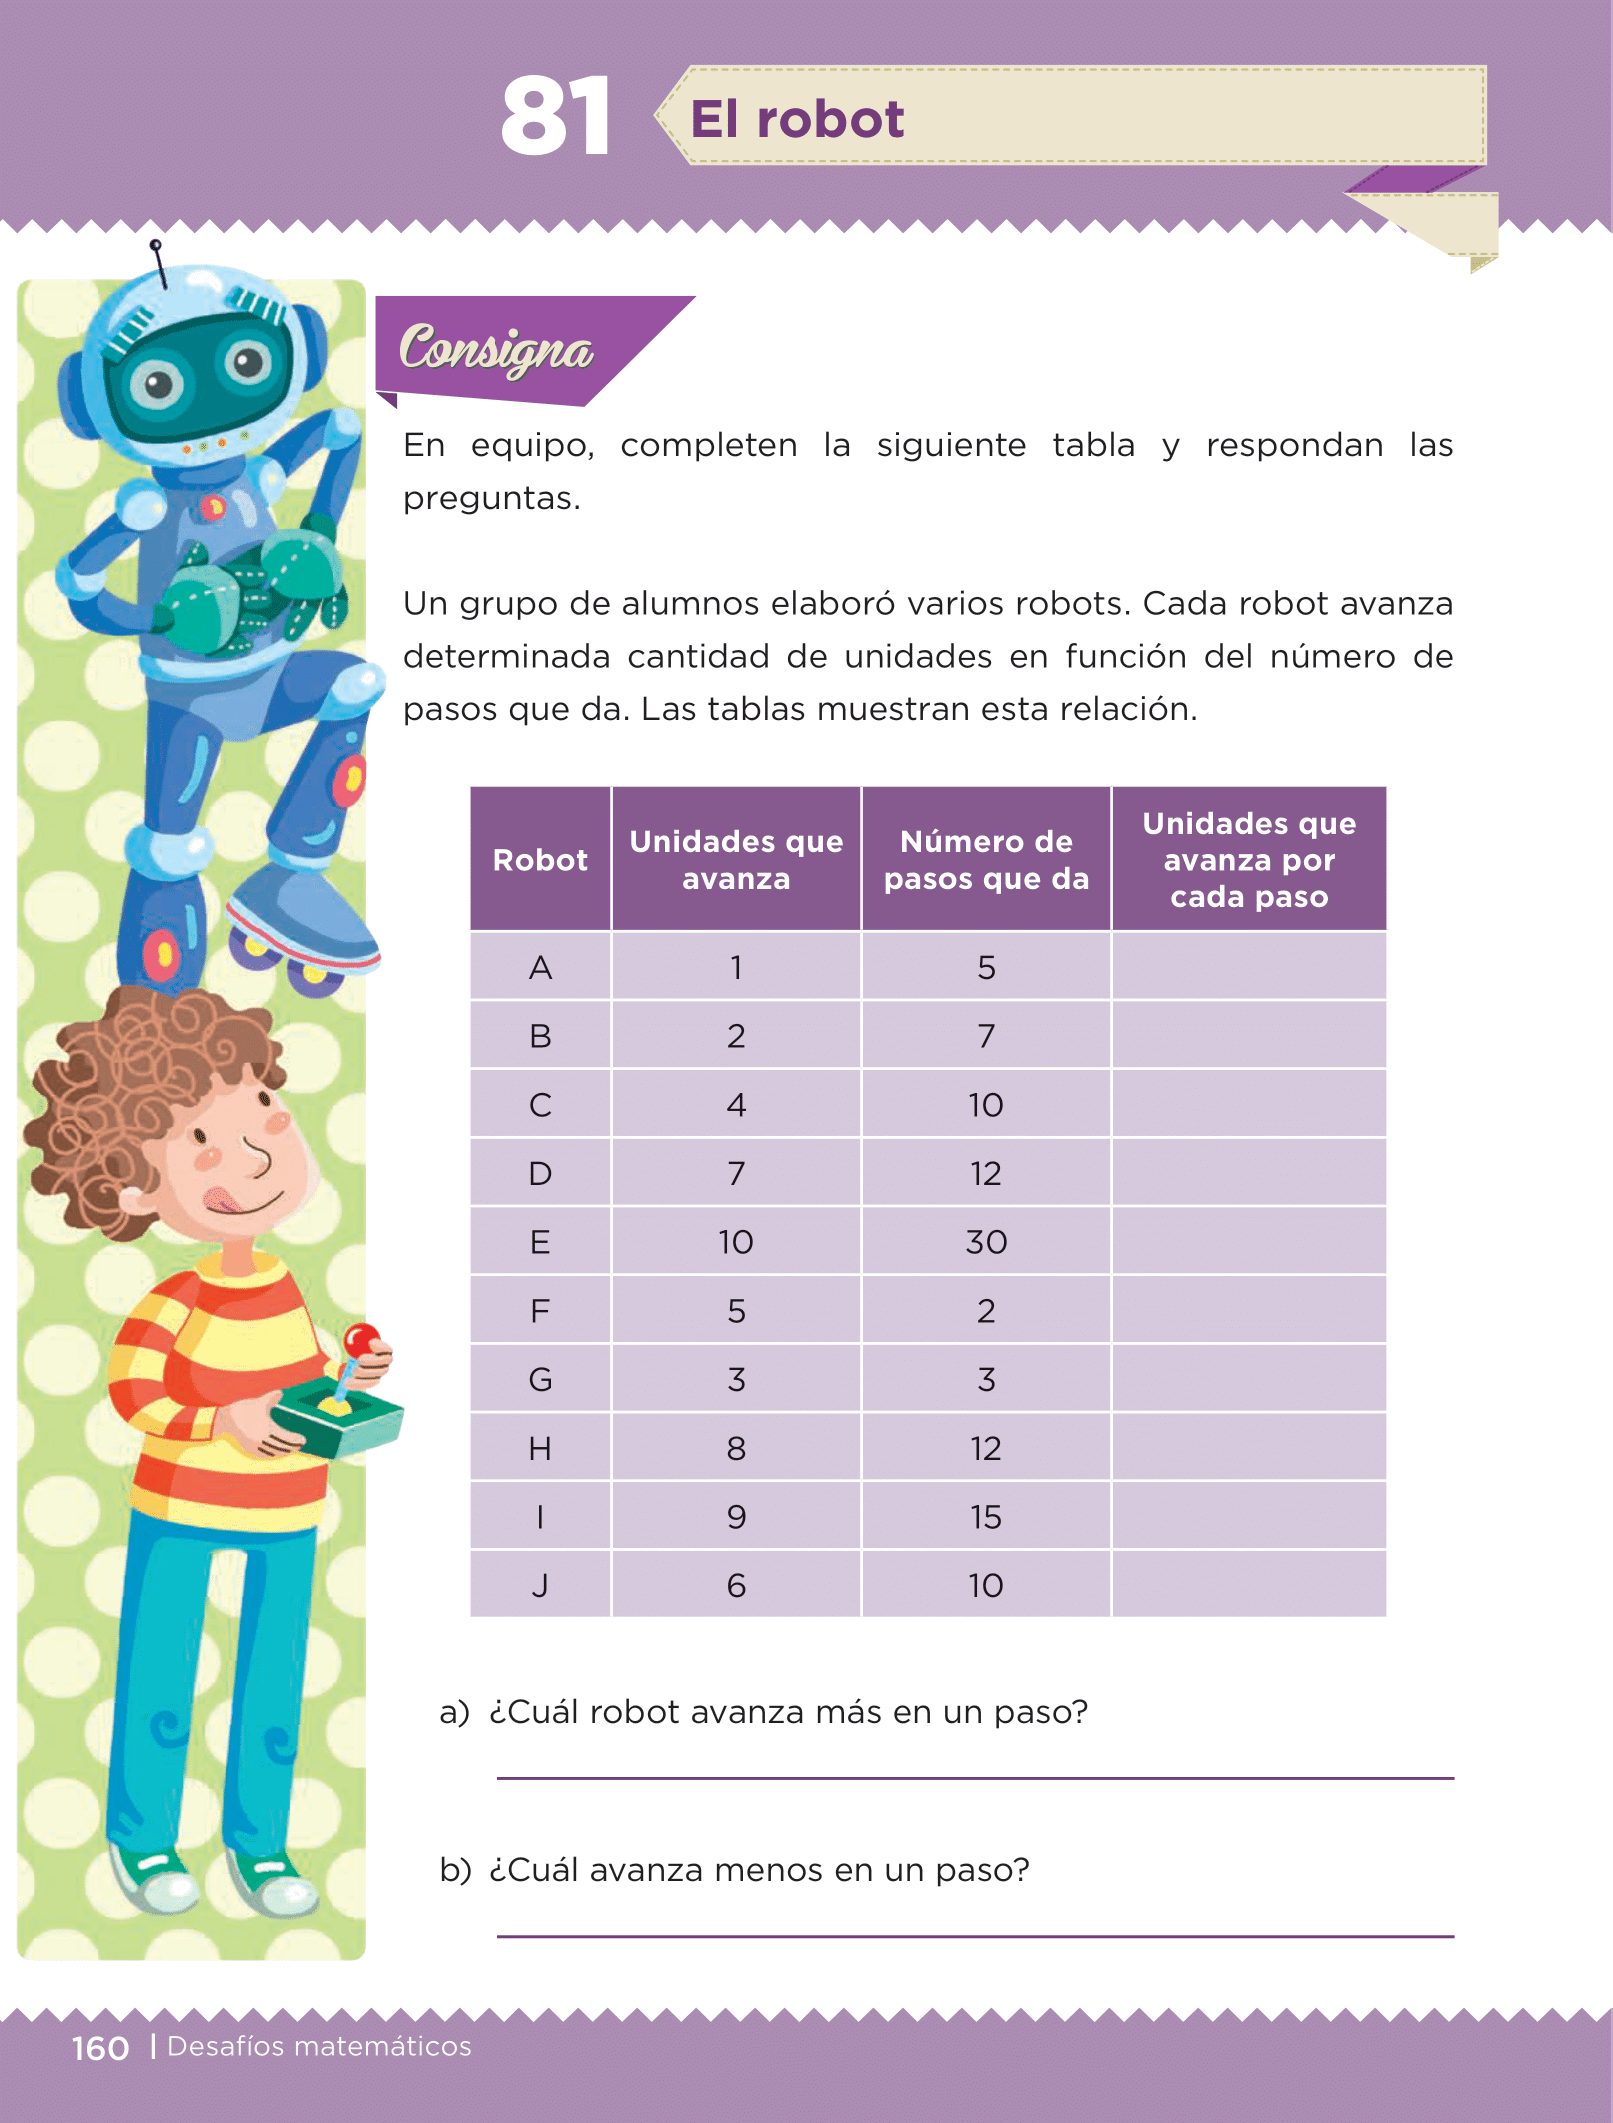 81 El robot
Consigna
En equipo, completen la siguiente tabla y respondan las
preguntas.
Un grupo de alumnos elaboró varios robots. Cada robot avanza
determinada cantidad de unidades en función del número de
pasos que da. Las tablas muestran esta relación.
Robot | Unidades que avanza | Número de pasos que da | Unidades que avanza por cada paso
A 1 5
B 2 7
C 4 10
D 7 12
E 10 30
F 5 2
G 3 3
H 8 12
I 9 15
J 6 10
a) ¿Cuál robot avanza más en un paso?
b) ¿Cuál avanza menos en un paso?
160 | Desafíos matemáticos